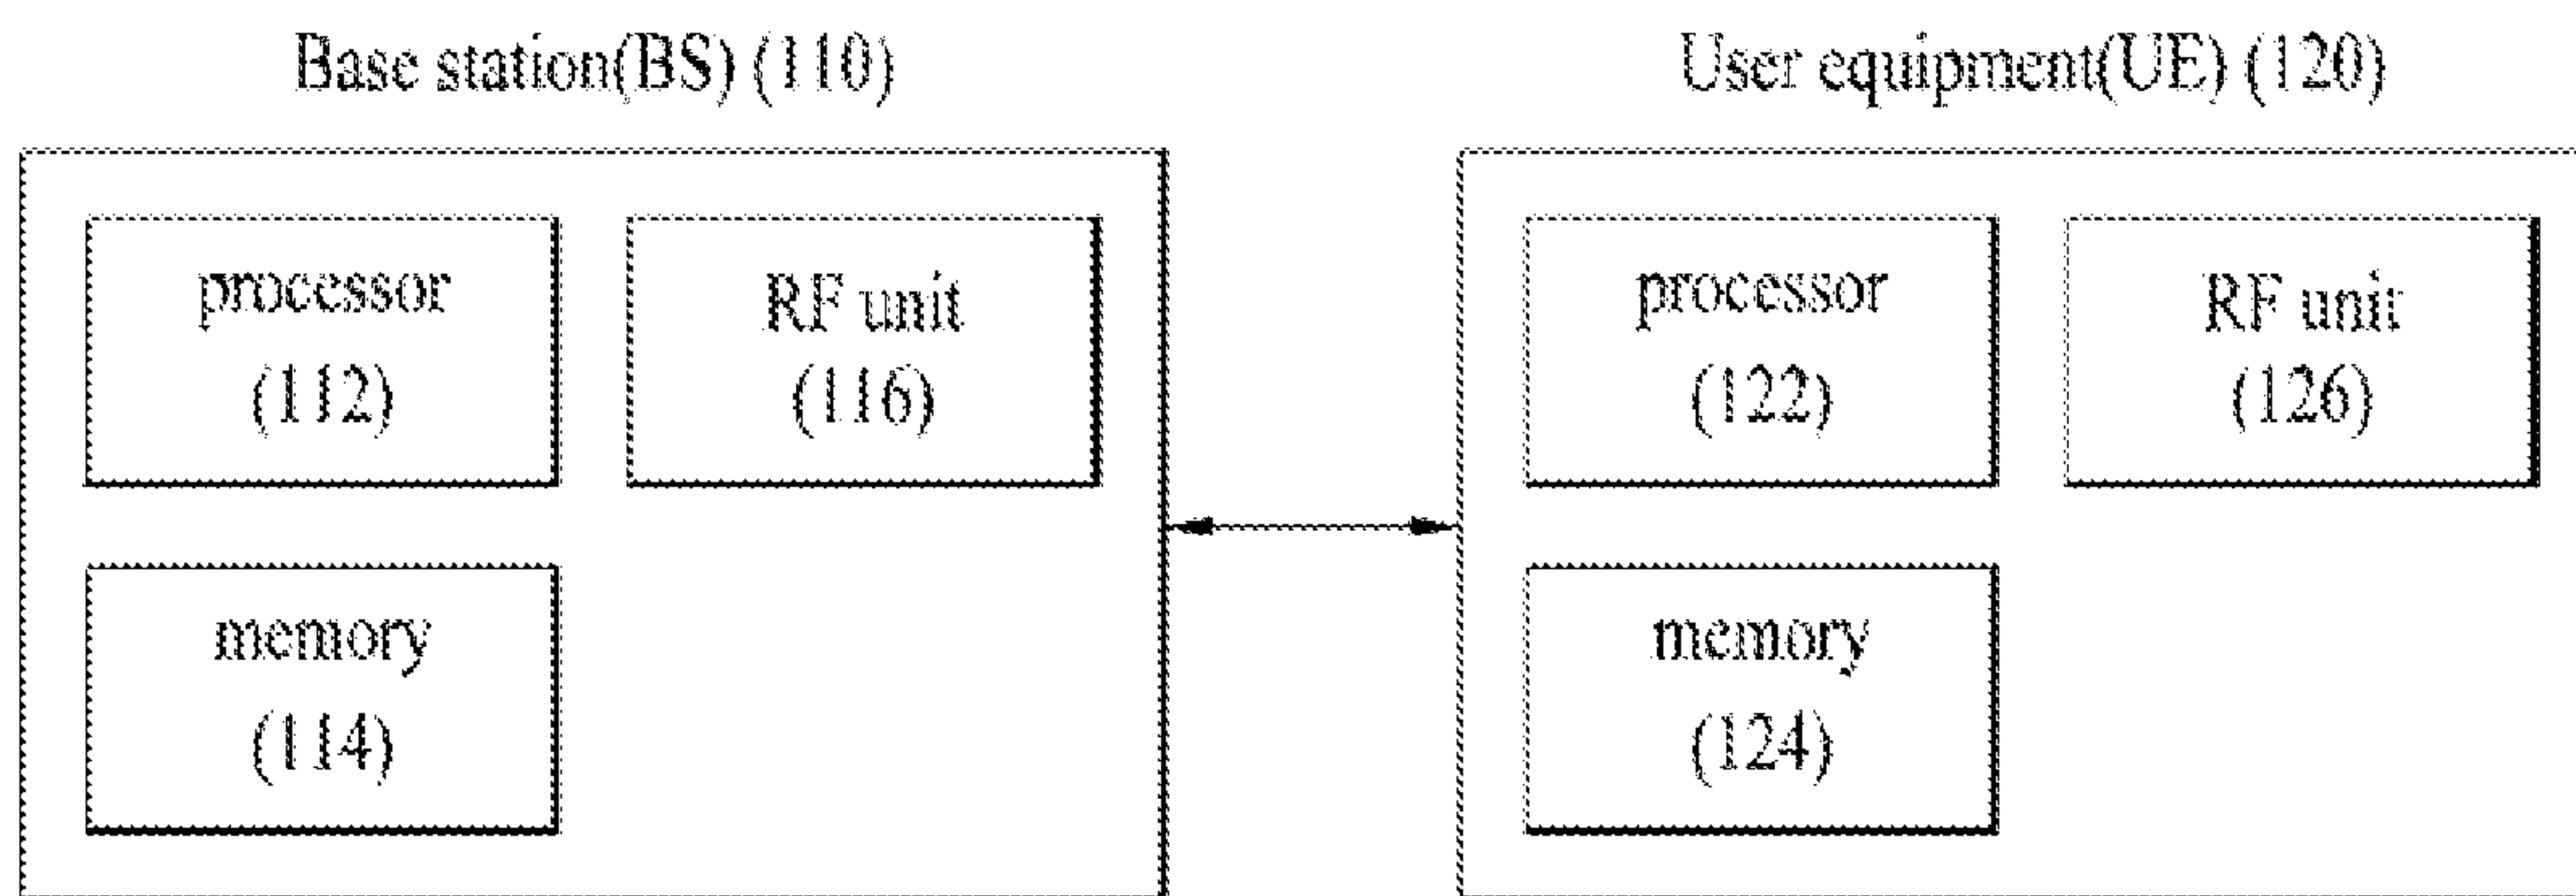 Base station(BS) (110)
User equipment(UE) (120)
processor
(112)
RF unit
(116)
memory
(114)
processor
(122)
RF unit
(126)
memory
(124)